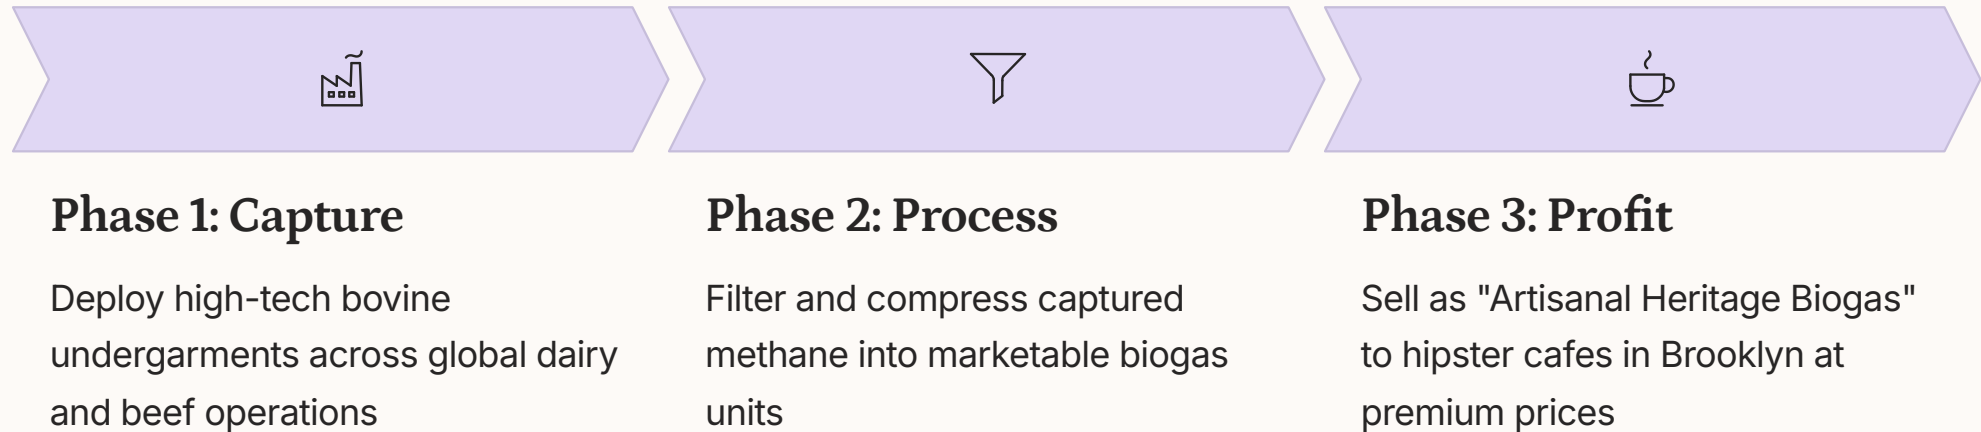 Phase 1: Capture
Deploy high-tech bovine
undergarments across global dairy
and beef operations
Phase 2: Process
Filter and compress captured
methane into marketable biogas
units
Phase 3: Profit
Sell as "Artisanal Heritage Biogas"
to hipster cafes in Brooklyn at
premium prices